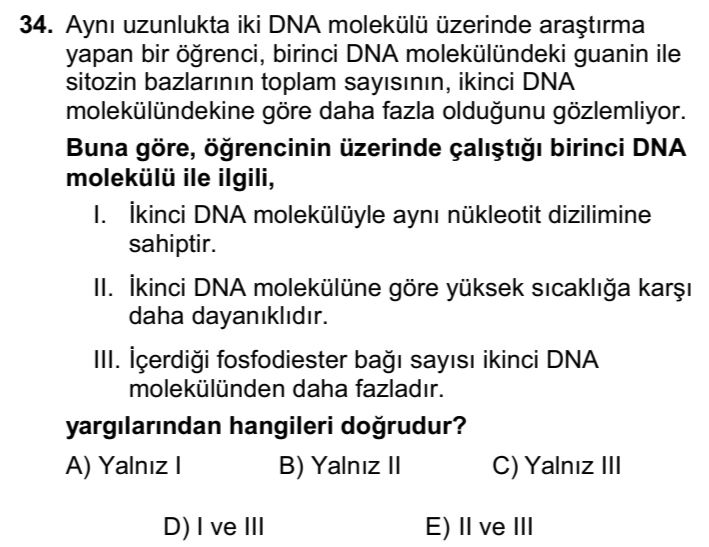 34. Aynı uzunlukta iki DNA molekülü üzerinde araştırma
yapan bir öğrenci, birinci DNA molekülündeki guanin ile
sitozin bazlarının toplam sayısının, ikinci DNA
molekülündekine göre daha fazla olduğunu gözlemliyor.
Buna göre, öğrencinin üzerinde çalıştığı birinci DNA
molekülü ile ilgili,
I. İkinci DNA molekülüyle aynı nükleotit dizilimine
sahiptir.
II. İkinci DNA molekülüne göre yüksek sıcaklığa karşı
daha dayanıklıdır.
III. İçerdiği fosfodiester bağı sayısı ikinci DNA
molekülünden daha fazladır.
yargılarından hangileri doğrudur?
A) Yalnız I B) Yalnız II C) Yalnız III
D) I ve III E) II ve III